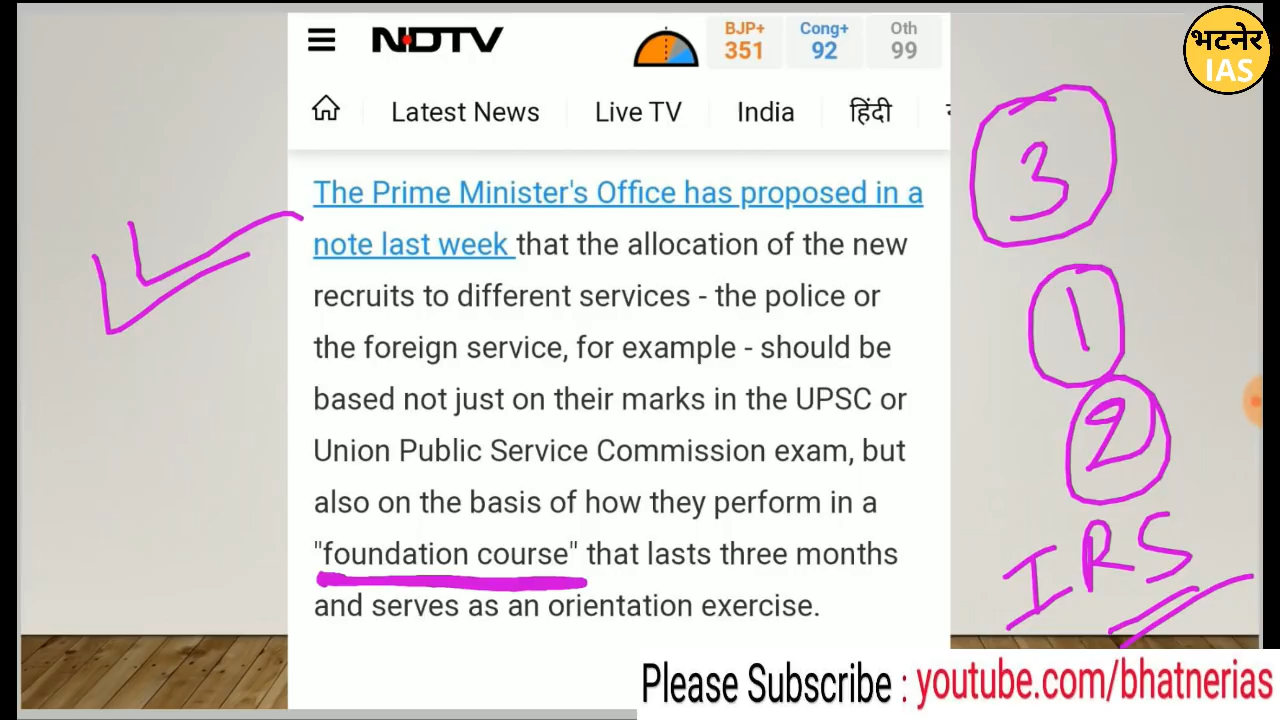 NDTV
BJP+ Cong+ Oth
351 92 99
भटनेर
IAS
Latest News Live TV India हिंदी
The Prime Minister's Office has proposed in a
note last week that the allocation of the new
recruits to different services - the police or
the foreign service, for example - should be
based not just on their marks in the UPSC or
Union Public Service Commission exam, but
also on the basis of how they perform in a
"foundation course" that lasts three months
and serves as an orientation exercise.
3
1
2
IRS
Please Subscribe : youtube.com/bhatnerias